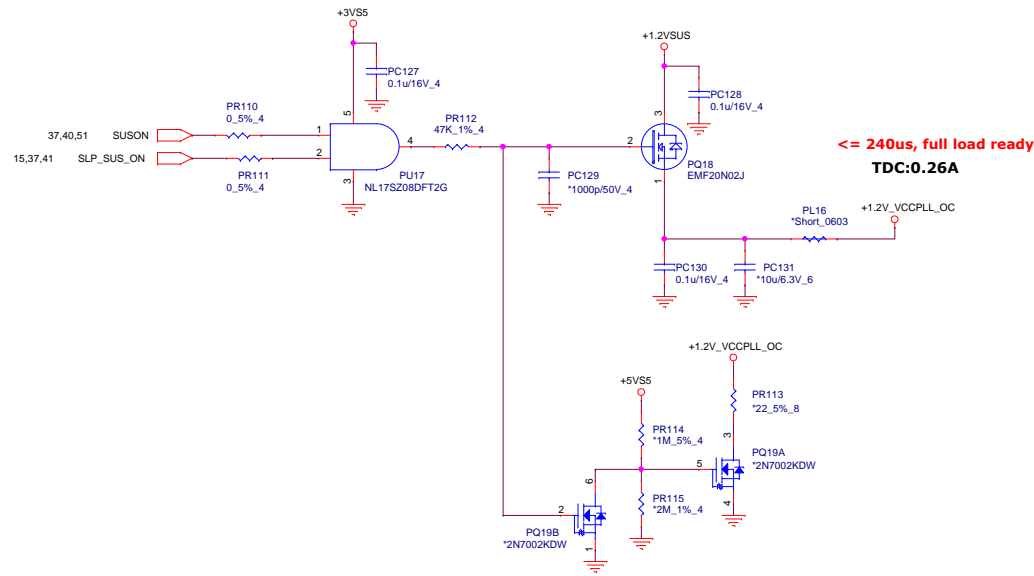 +3VS5
PC127
0.1u/16V_4
5
37,40,51
SUSON
PR110
0_5%_4
1
15,37,41
SLP_SUS_ON
2
PR111
0_5%_4
4
PU17
NL17SZ08DFT2G
3
PR112
47K_1%_4
PC129
*1000p/50V_4
+1.2VSUS
PC128
0.1u/16V_4
3
2
PQ18
EMF20N02J
1
<= 240us, full load ready
TDC:0.26A
PL16
*Short_0603
+1.2V_VCCPLL_OC
PC130
0.1u/16V_4
PC131
*10u/6.3V_6
+1.2V_VCCPLL_OC
PR113
*22_5%_8
+5VS5
PR114
*1M_5%_4
3
5
PQ19A
*2N7002KDW
4
6
PR115
*2M_1%_4
2
PQ19B
*2N7002KDW
1